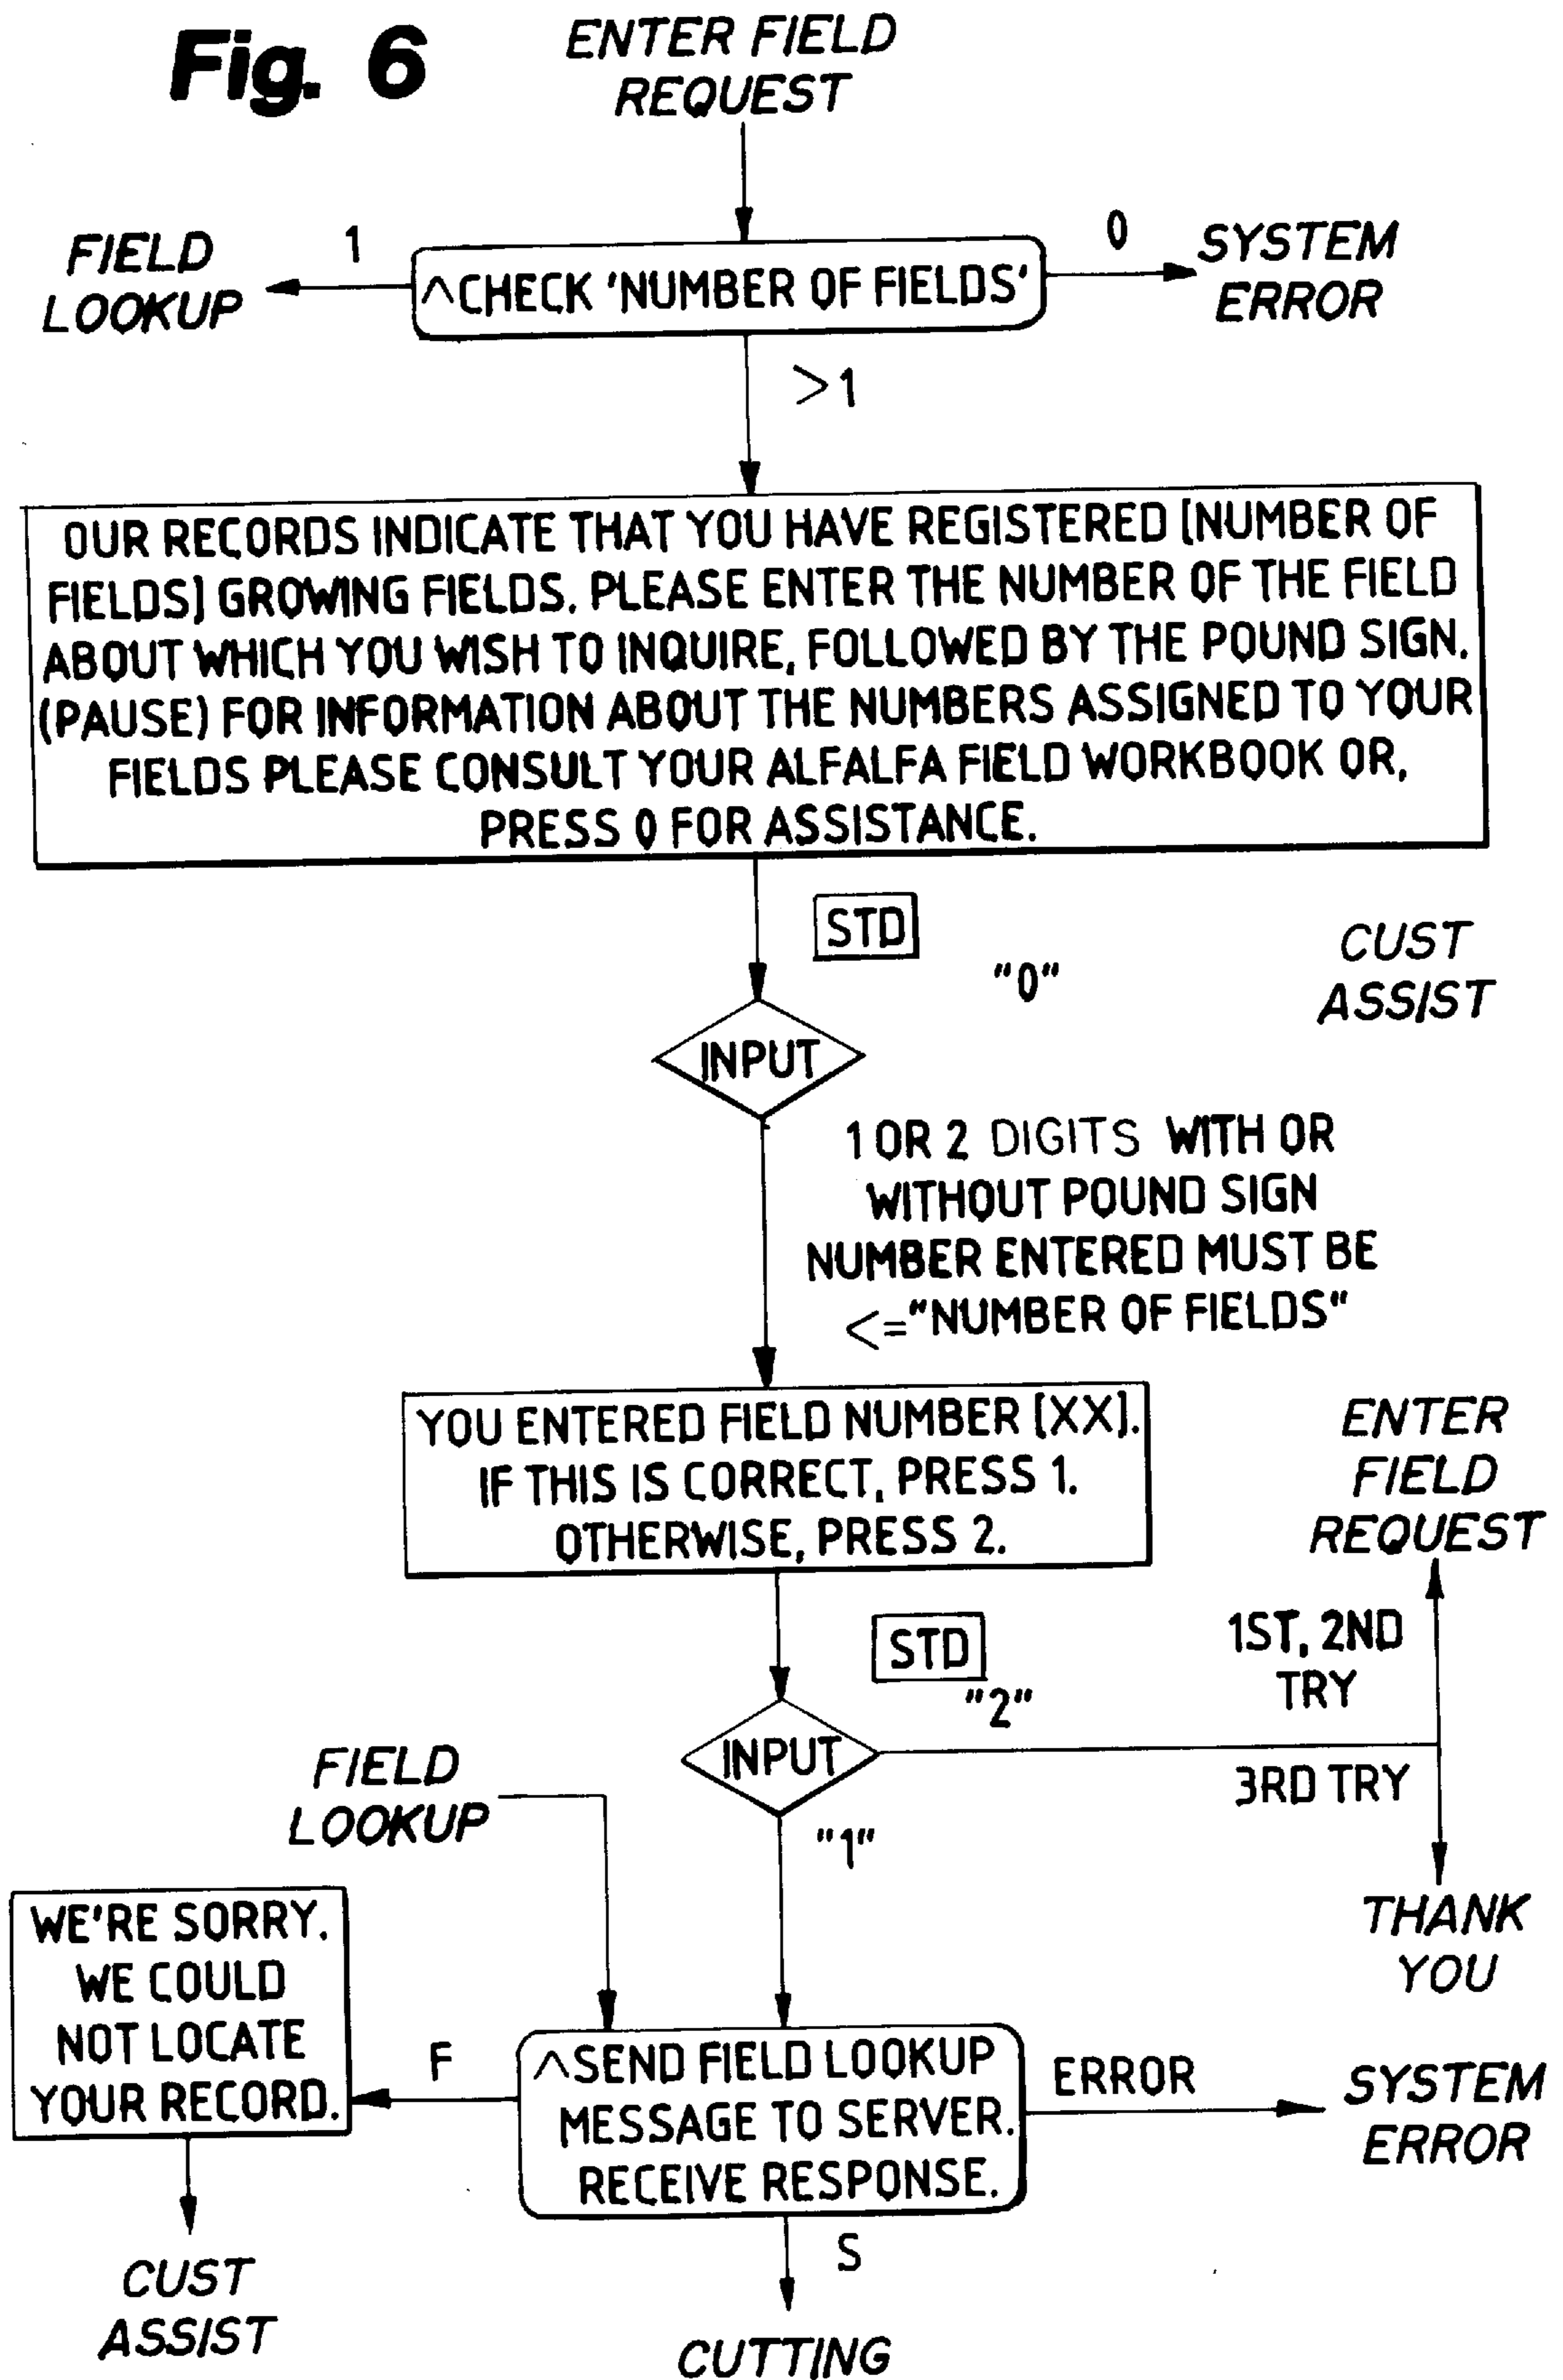 Fig. 6
ENTER FIELD
REQUEST
FIELD
LOOKUP
1
^CHECK 'NUMBER OF FIELDS'
0
SYSTEM
ERROR
>1
OUR RECORDS INDICATE THAT YOU HAVE REGISTERED [NUMBER OF
FIELDS] GROWING FIELDS. PLEASE ENTER THE NUMBER OF THE FIELD
ABOUT WHICH YOU WISH TO INQUIRE, FOLLOWED BY THE POUND SIGN.
(PAUSE) FOR INFORMATION ABOUT THE NUMBERS ASSIGNED TO YOUR
FIELDS PLEASE CONSULT YOUR ALFALFA FIELD WORKBOOK OR,
PRESS 0 FOR ASSISTANCE.
STD
"0"
CUST
ASSIST
INPUT
1 OR 2 DIGITS WITH OR
WITHOUT POUND SIGN
NUMBER ENTERED MUST BE
<="NUMBER OF FIELDS"
YOU ENTERED FIELD NUMBER [XX].
IF THIS IS CORRECT, PRESS 1.
OTHERWISE, PRESS 2.
ENTER
FIELD
REQUEST
STD
"2"
1ST, 2ND
TRY
INPUT
3RD TRY
FIELD
LOOKUP
"1"
THANK
YOU
WE'RE SORRY.
WE COULD
NOT LOCATE
YOUR RECORD.
F
^SEND FIELD LOOKUP
MESSAGE TO SERVER.
RECEIVE RESPONSE.
ERROR
SYSTEM
ERROR
S
CUST
ASSIST
CUTTING